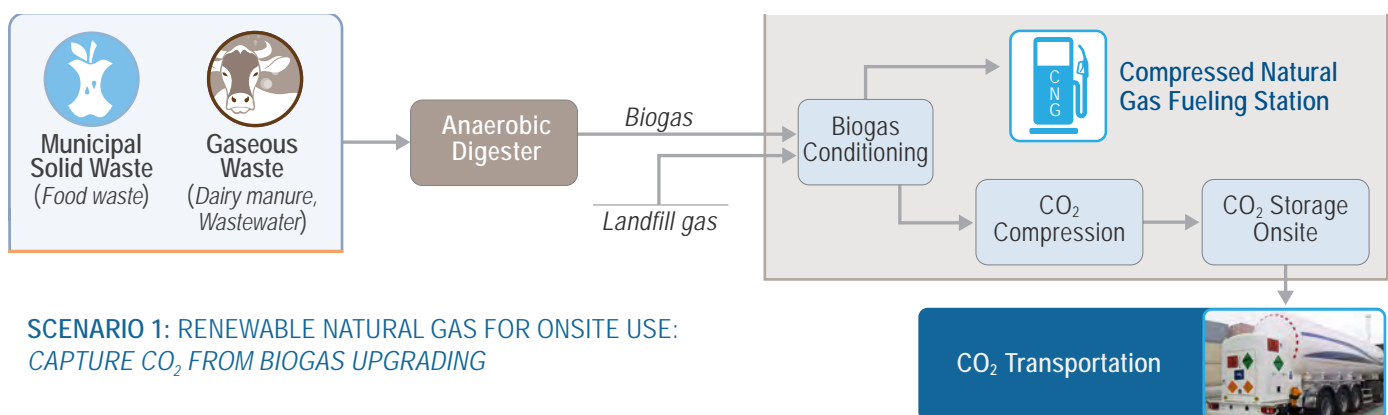 Municipal
Solid Waste
(Food waste)
Gaseous
Waste
(Dairy manure,
Wastewater)
Anaerobic
Digester
Biogas
Landfill gas
Biogas
Conditioning
CNG
Compressed Natural
Gas Fueling Station
CO₂
Compression
CO₂ Storage
Onsite
SCENARIO 1: RENEWABLE NATURAL GAS FOR ONSITE USE:
CAPTURE CO₂ FROM BIOGAS UPGRADING
CO₂ Transportation